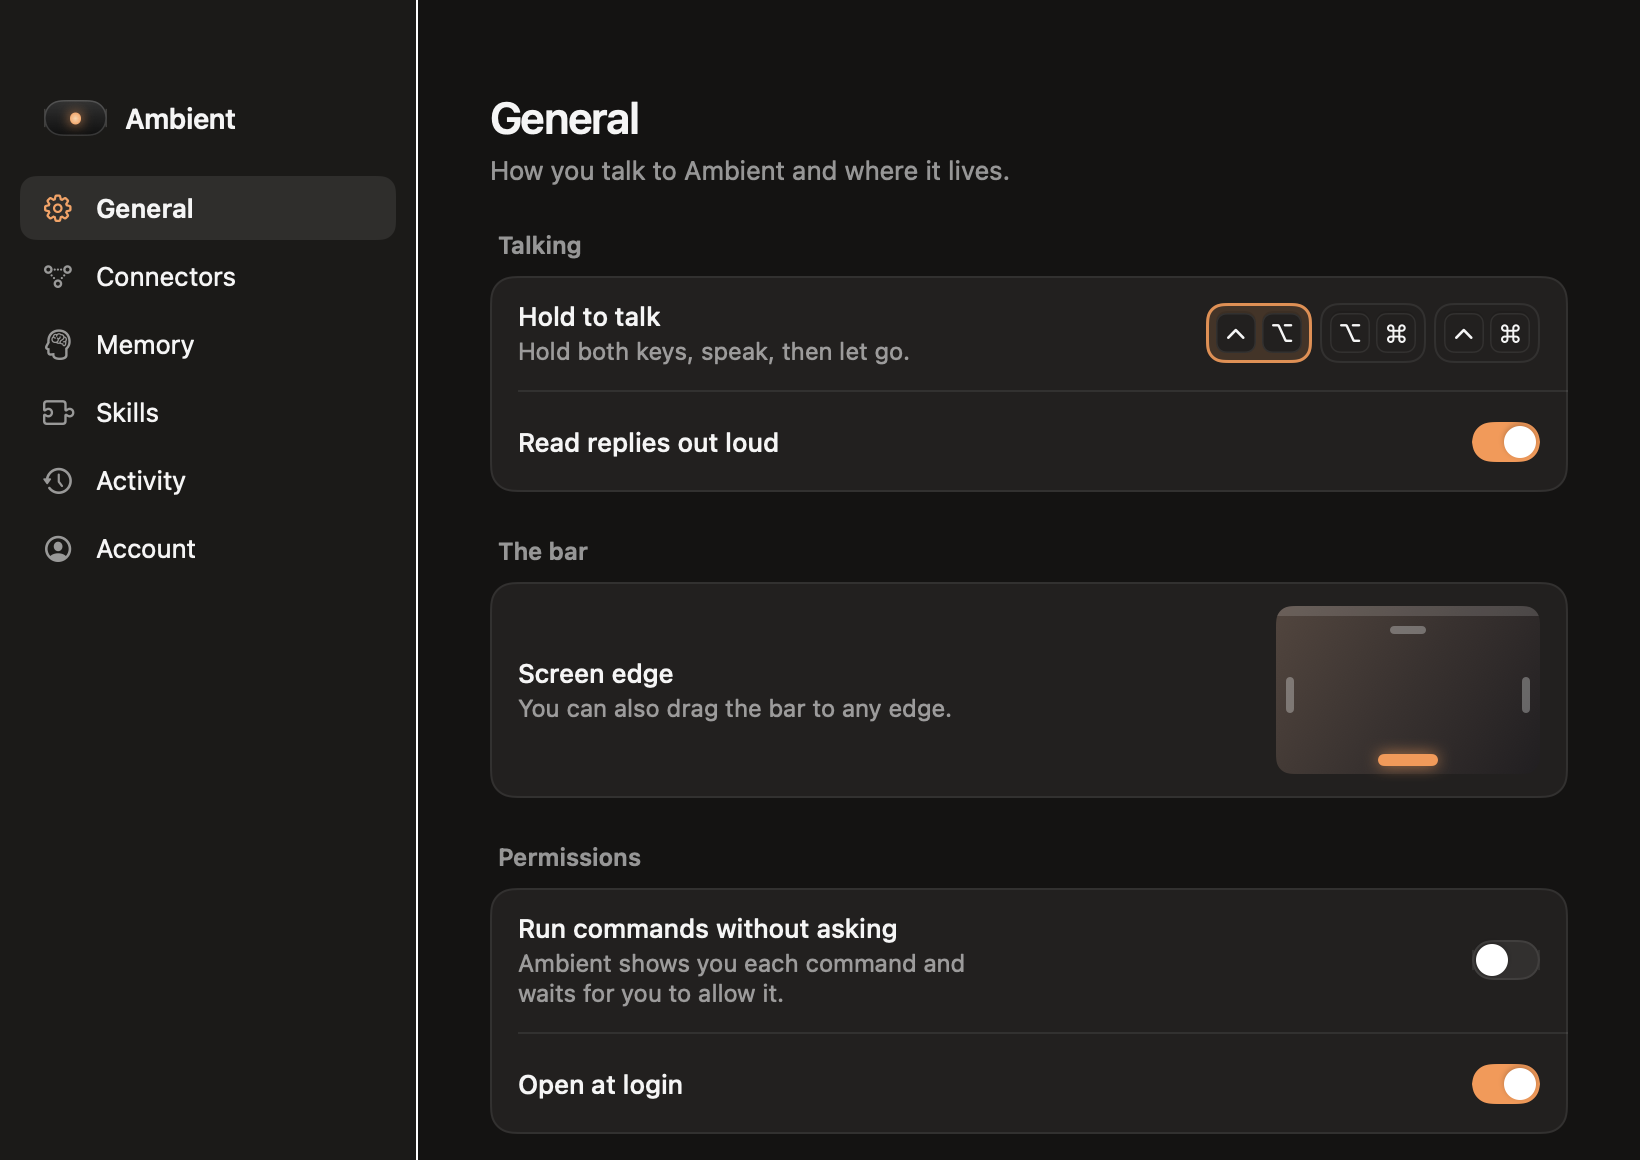 Ambient
General
Connectors
Memory
Skills
Activity
Account
General
How you talk to Ambient and where it lives.
Talking
Hold to talk
Hold both keys, speak, then let go.
⌃ ⌥ ⌥ ⌘ ⌃ ⌘
Read replies out loud
The bar
Screen edge
You can also drag the bar to any edge.
Permissions
Run commands without asking
Ambient shows you each command and
waits for you to allow it.
Open at login